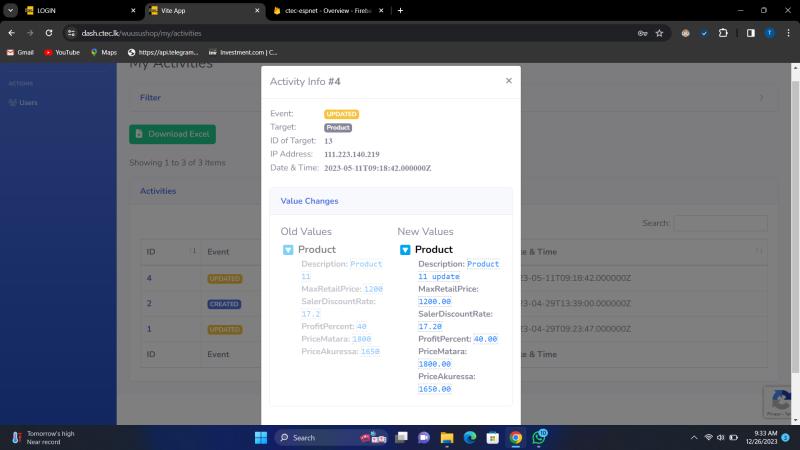 LOGIN
Vite App
ctec-espnet - Overview - Fireba
dash.ctec.lk/wuusushop/my/activities
Gmail
YouTube
Maps
https://api.telegram...
Investment.com | C...
ACTIONS
Users
My Activities
Filter
Download Excel
Showing 1 to 3 of 3 Items
Activities
Search:
ID
Event
te & Time
4
UPDATED
23-05-11T09:18:42.000000Z
2
CREATED
23-04-29T13:39:00.000000Z
1
UPDATED
23-04-29T09:23:47.000000Z
ID
Event
te & Time
Activity Info #4
×
Event: UPDATED
Target: Product
ID of Target: 13
IP Address: 111.223.140.219
Date & Time: 2023-05-11T09:18:42.000000Z
Value Changes
Old Values
Product
Description: Product
11
MaxRetailPrice: 1200
SalerDiscountRate:
17.2
ProfitPercent: 40
PriceMatara: 1800
PriceAkuressa: 1650
New Values
Product
Description: Product
11 update
MaxRetailPrice:
1200.00
SalerDiscountRate:
17.20
ProfitPercent: 40.00
PriceMatara:
1800.00
PriceAkuressa:
1650.00
Tomorrow's high
Near record
Search
9:33 AM
12/26/2023